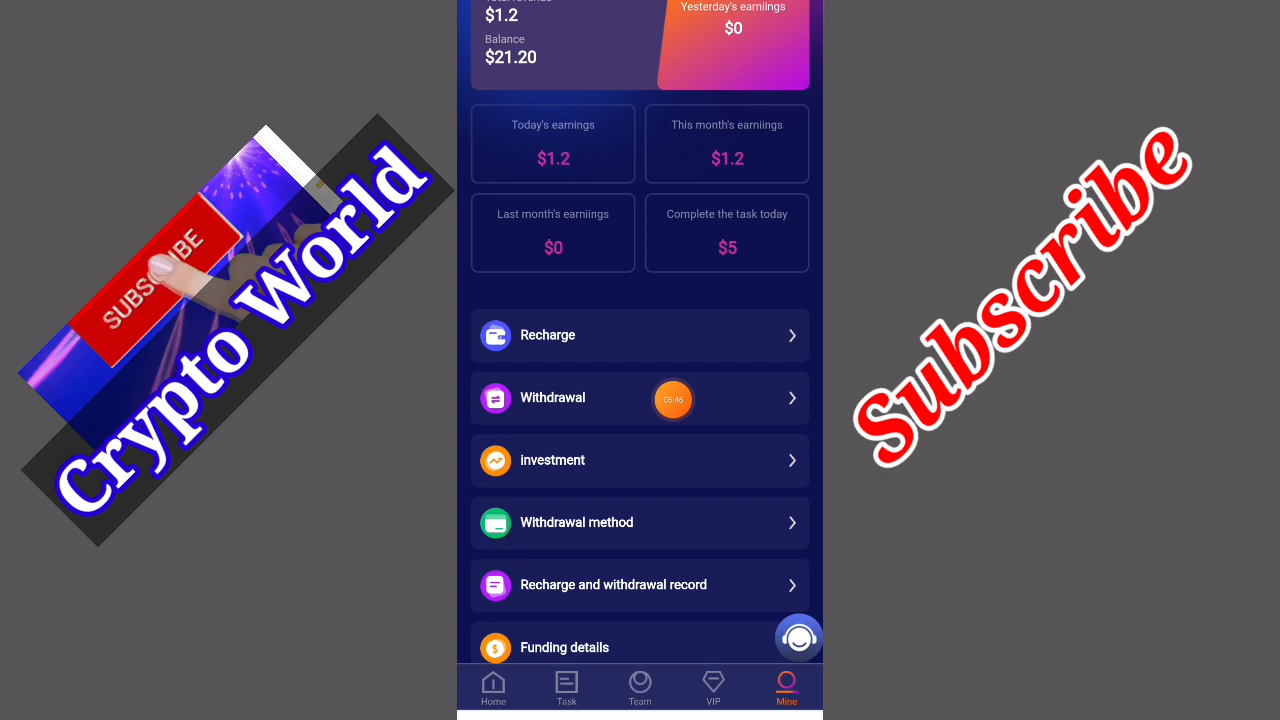 $1.2
Yesterday's earniings
$0
Balance
$21.20
Today's earnings
$1.2
This month's earniings
$1.2
Last month's earniings
$0
Complete the task today
$5
Recharge
Withdrawal
05:46
investment
Withdrawal method
Recharge and withdrawal record
Funding details
Home
Task
Team
VIP
Mine
SUBSCRIBE
Crypto World
Subscribe